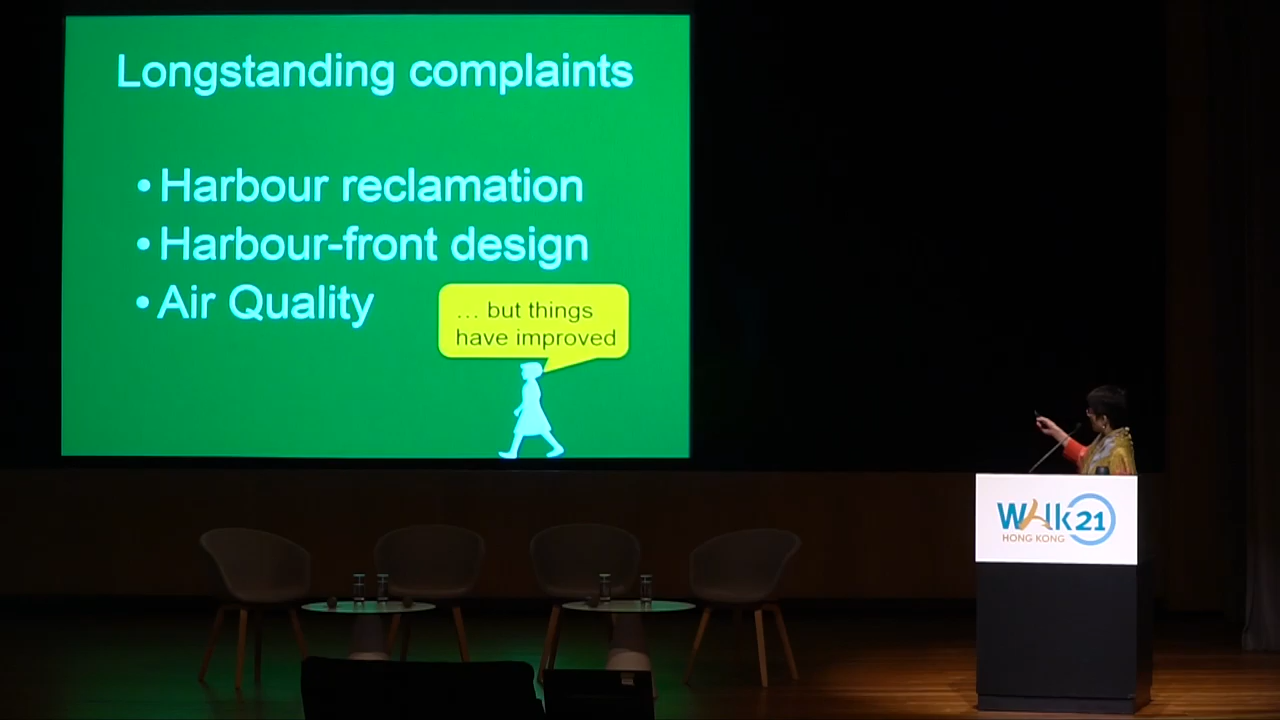 Longstanding complaints
• Harbour reclamation
• Harbour-front design
• Air Quality
... but things
have improved
Walk21
HONG KONG